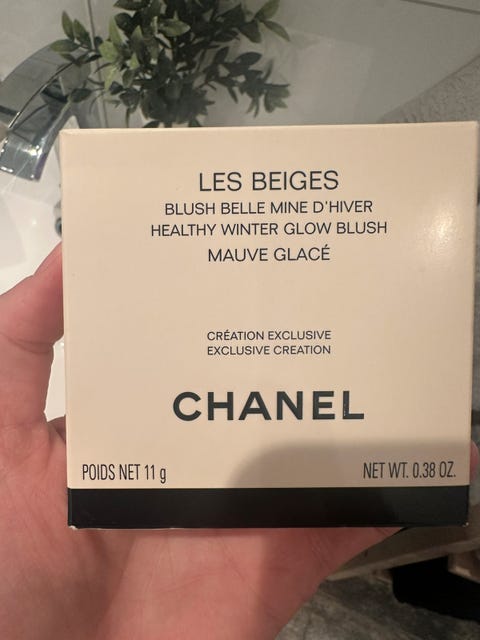 LES BEIGES
BLUSH BELLE MINE D'HIVER
HEALTHY WINTER GLOW BLUSH
MAUVE GLACÉ
CRÉATION EXCLUSIVE
EXCLUSIVE CREATION
CHANEL
POIDS NET 11 g NET WT. 0.38 OZ.